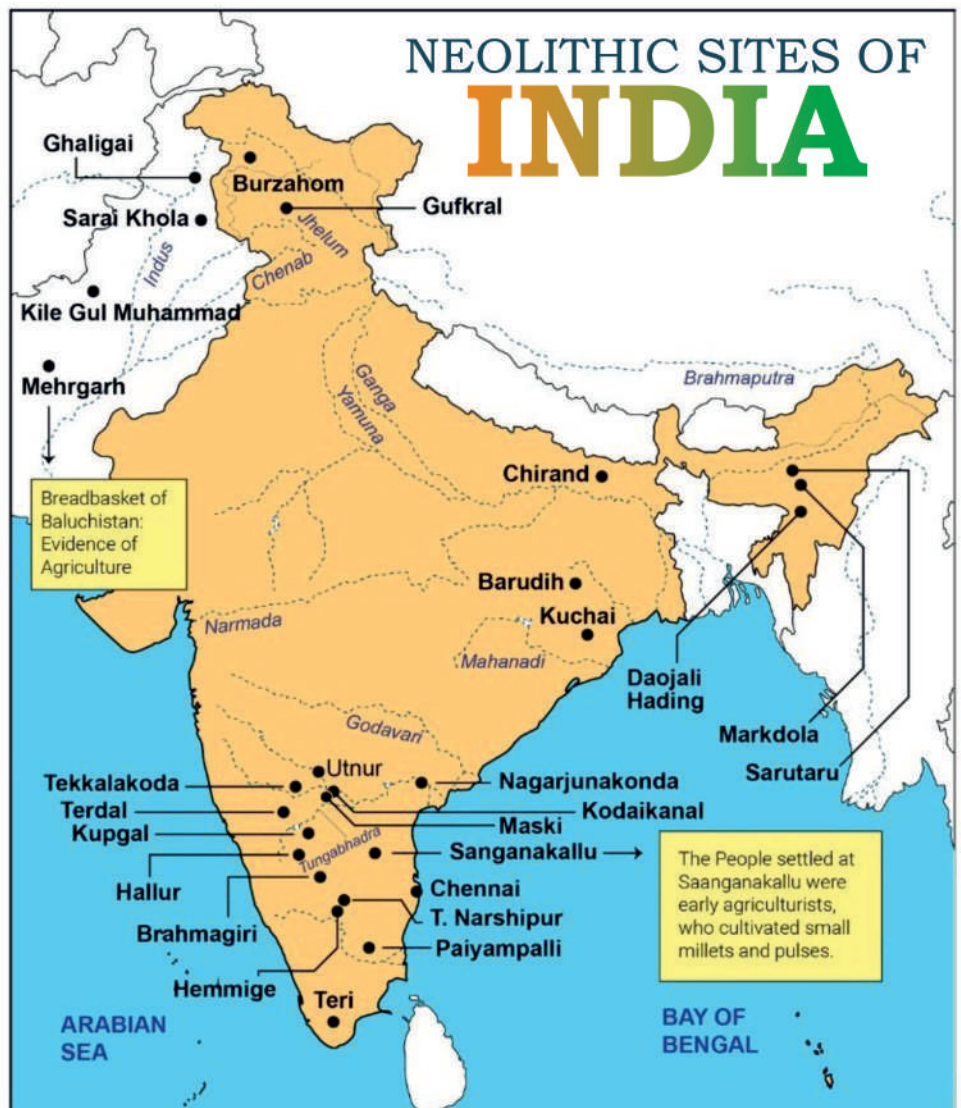 NEOLITHIC SITES OF
INDIA
Ghaligai
Burzahom
Gufkral
Sarai Khola
Jhelum
Indus
Chenab
Kile Gul Muhammad
Mehrgarh
Ganga
Yamuna
Brahmaputra
Chirand
Breadbasket of
Baluchistan:
Evidence of
Agriculture
Barudih
Kuchai
Narmada
Mahanadi
Daojali
Hading
Markdola
Sarutaru
Godavari
Utnur
Tekkalakoda
Nagarjunakonda
Terdal
Kodaikanal
Kupgal
Maski
Tungabhadra
Sanganakallu
The People settled at
Saanganakallu were
early agriculturists,
who cultivated small
millets and pulses.
Hallur
Chennai
T. Narshipur
Brahmagiri
Paiyampalli
Hemmige
Teri
ARABIAN
SEA
BAY OF
BENGAL